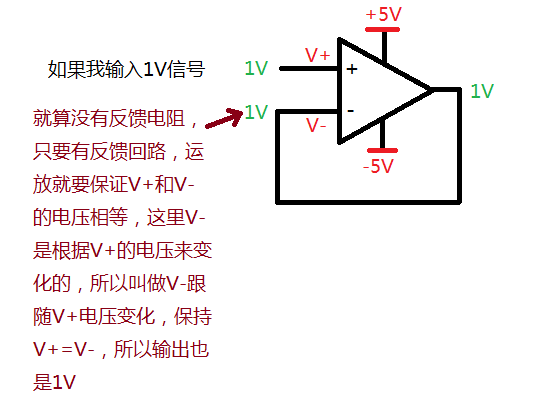 +5V
如果我输入1V信号
1V
V+
+
1V
就算没有反馈电阻，
1V
-
V-
只要有反馈回路，运
-5V
放就要保证V+和V-
的电压相等，这里V-
是根据V+的电压来变
化的，所以叫做V-跟
随V+电压变化，保持
V+=V-，所以输出也
是1V